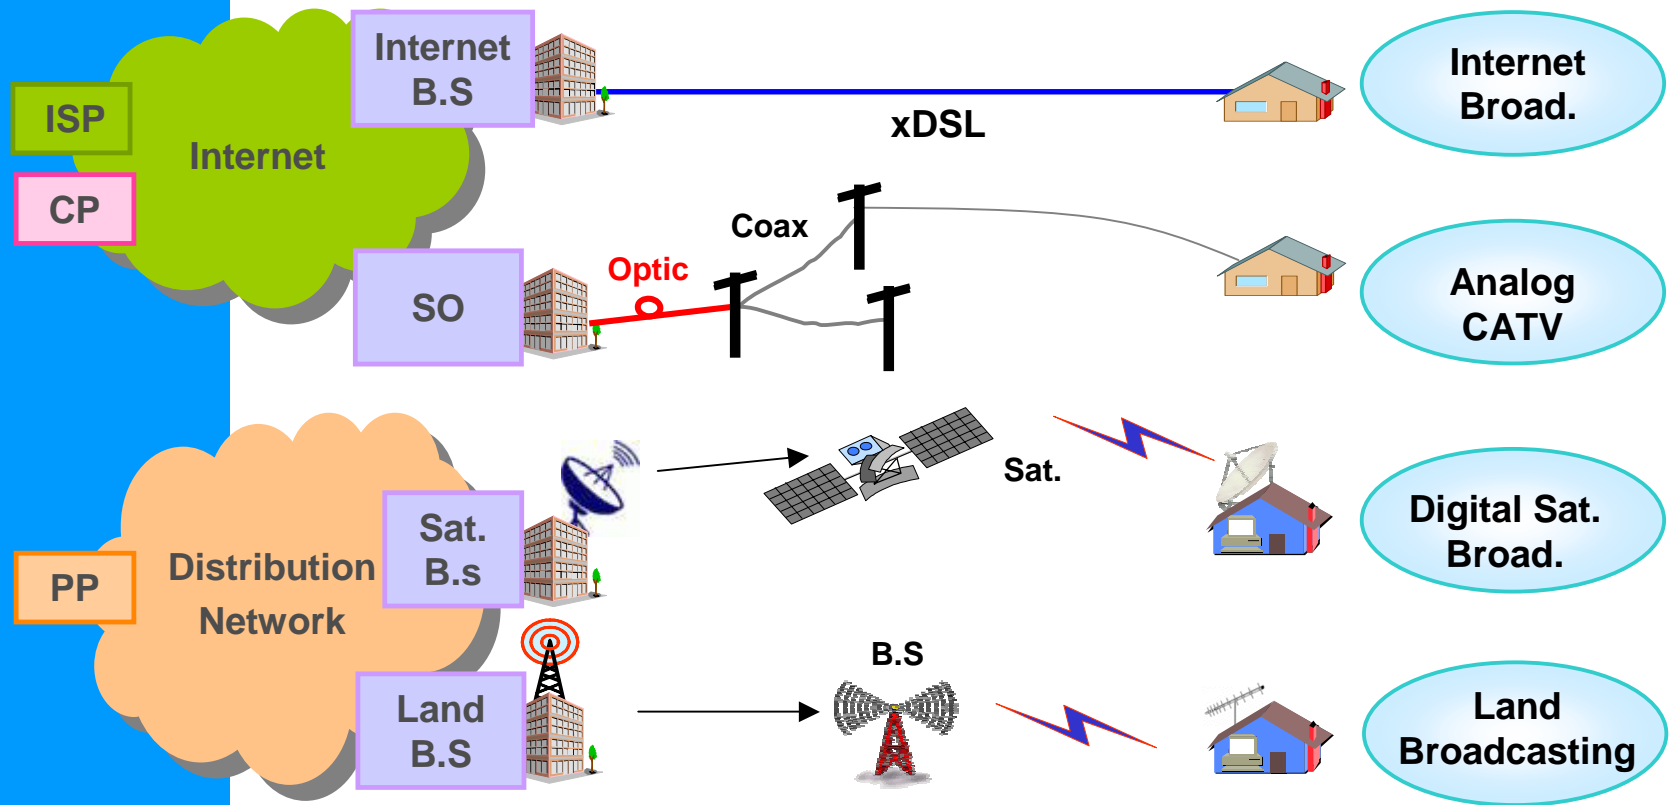 Internet
B.S
Internet
Broad.
ISP
xDSL
Internet
CP
Coax
Optic
SO
Analog
CATV
Sat.
Sat.
B.s
Digital Sat.
Broad.
PP
Distribution
Network
B.S
Land
B.S
Land
Broadcasting